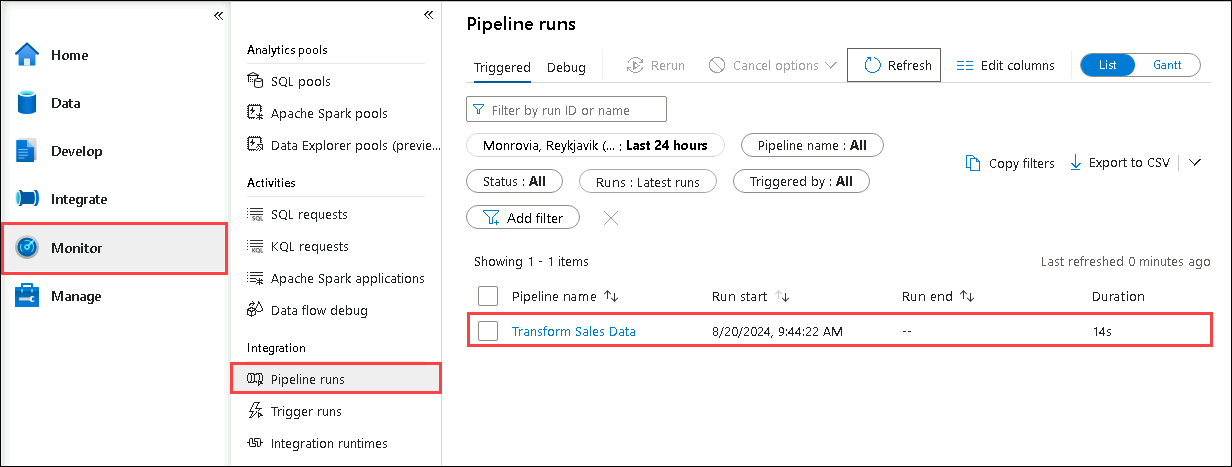 «
Home
Data
Develop
Integrate
Monitor
Manage
«
Analytics pools
SQL pools
Apache Spark pools
Data Explorer pools (previe...
Activities
SQL requests
KQL requests
Apache Spark applications
Data flow debug
Integration
Pipeline runs
Trigger runs
Integration runtimes
Pipeline runs
Triggered Debug Rerun Cancel options Refresh Edit columns List Gantt
Filter by run ID or name
Monrovia, Reykjavik (... : Last 24 hours Pipeline name : All
Copy filters Export to CSV
Status : All Runs : Latest runs Triggered by : All
Add filter
Showing 1 - 1 items Last refreshed 0 minutes ago
Pipeline name ↑↓ Run start ↑↓ Run end ↑↓ Duration
Transform Sales Data 8/20/2024, 9:44:22 AM -- 14s